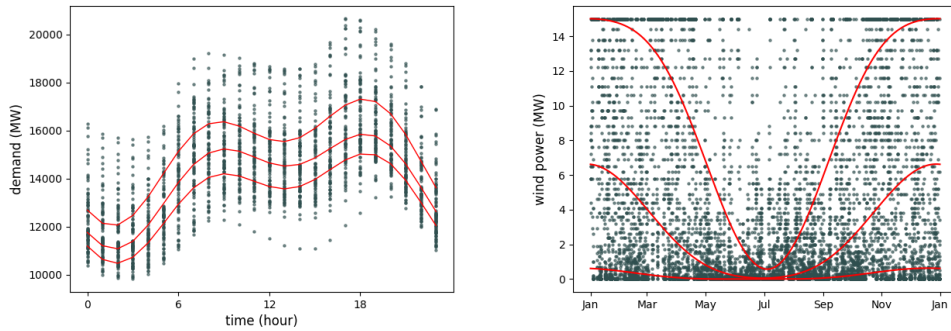 20000
18000
16000
14000
12000
10000
demand (MW)
0
6
12
18
time (hour)
14
12
10
8
6
4
2
0
wind power (MW)
Jan
Mar
May
Jul
Sep
Nov
Jan